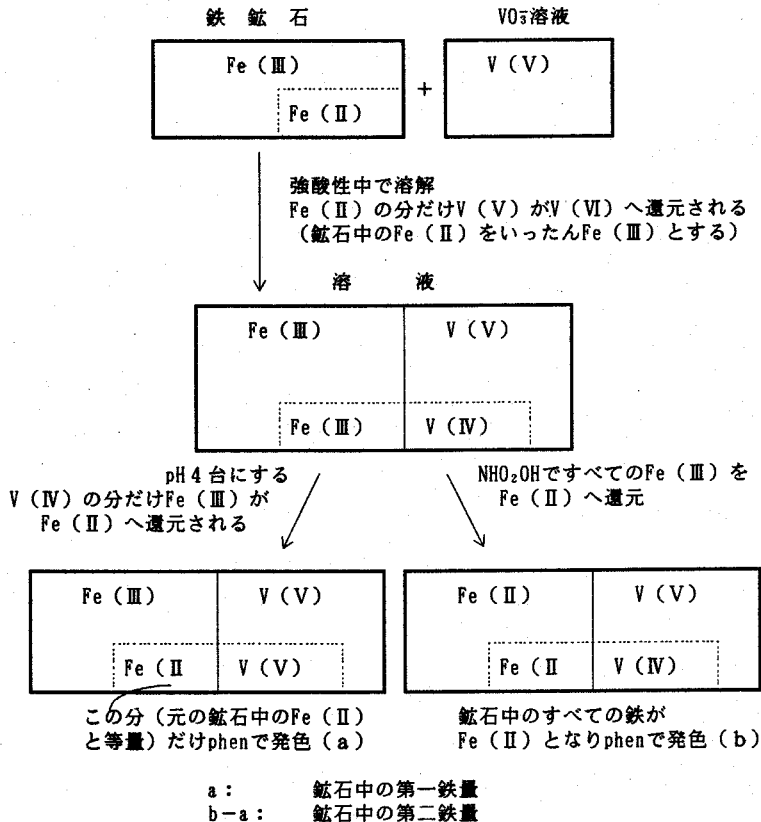 鉄鉱石
VO₃⁻溶液
Fe(Ⅲ)
V(Ⅴ)
Fe(Ⅱ)
+
強酸性中で溶解
Fe(Ⅱ)の分だけV(Ⅴ)がV(Ⅵ)へ還元される
(鉱石中のFe(Ⅱ)をいったんFe(Ⅲ)とする)
溶液
Fe(Ⅲ)
V(Ⅴ)
Fe(Ⅲ)
V(Ⅳ)
pH4台にする
V(Ⅳ)の分だけFe(Ⅲ)が
Fe(Ⅱ)へ還元される
NHO₂OHですべてのFe(Ⅲ)を
Fe(Ⅱ)へ還元
Fe(Ⅲ)
V(Ⅴ)
Fe(Ⅱ
V(Ⅴ)
Fe(Ⅱ)
V(Ⅴ)
Fe(Ⅱ
V(Ⅳ)
この分(元の鉱石中のFe(Ⅱ)
と等量)だけphenで発色(a)
鉱石中のすべての鉄が
Fe(Ⅱ)となりphenで発色(b)
a: 鉱石中の第一鉄量
b-a: 鉱石中の第二鉄量